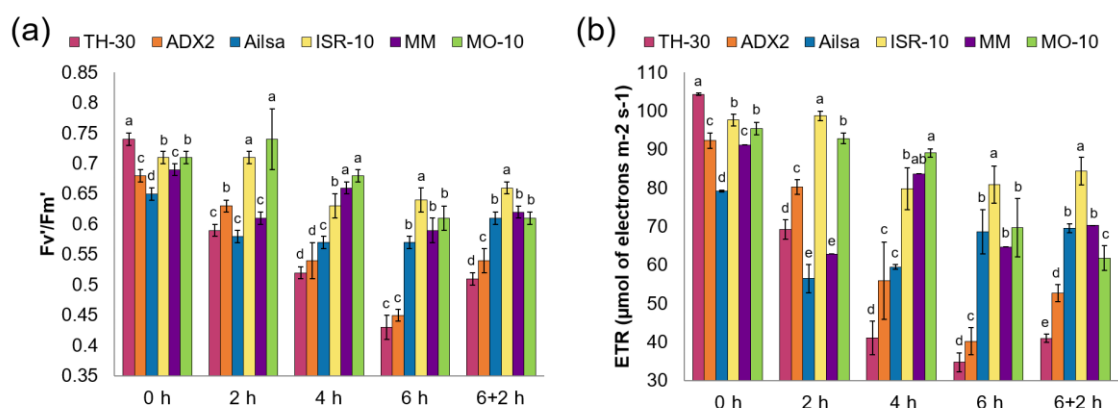 (a)
TH-30 ADX2 Ailsa ISR-10 MM MO-10
Fv'/Fm'
0.85
0.8
0.75
0.7
0.65
0.6
0.55
0.5
0.45
0.4
0.35
a c d b c b
c b c a c a
d d c b a a
c c b a b b
d c b a b b
0 h 2 h 4 h 6 h 6+2 h
(b)
TH-30 ADX2 Ailsa ISR-10 MM MO-10
ETR (µmol of electrons m-2 s-1)
110
100
90
80
70
60
50
40
30
a c d b c b
d c e a e b
d c c b ab a
d c b a b b
e d b a b c
0 h 2 h 4 h 6 h 6+2 h